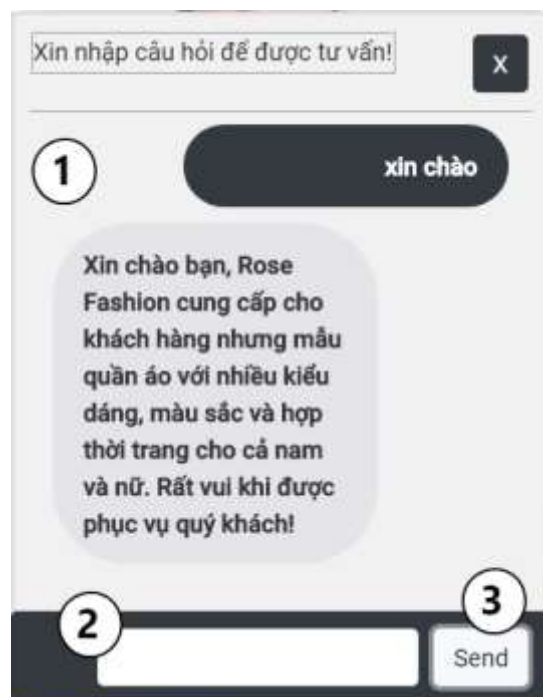 Xin nhập câu hỏi để được tư vấn!
X
1
xin chào
Xin chào bạn, Rose
Fashion cung cấp cho
khách hàng nhưng mẫu
quần áo với nhiều kiểu
dáng, màu sắc và hợp
thời trang cho cả nam
và nữ. Rất vui khi được
phục vụ quý khách!
2
3
Send